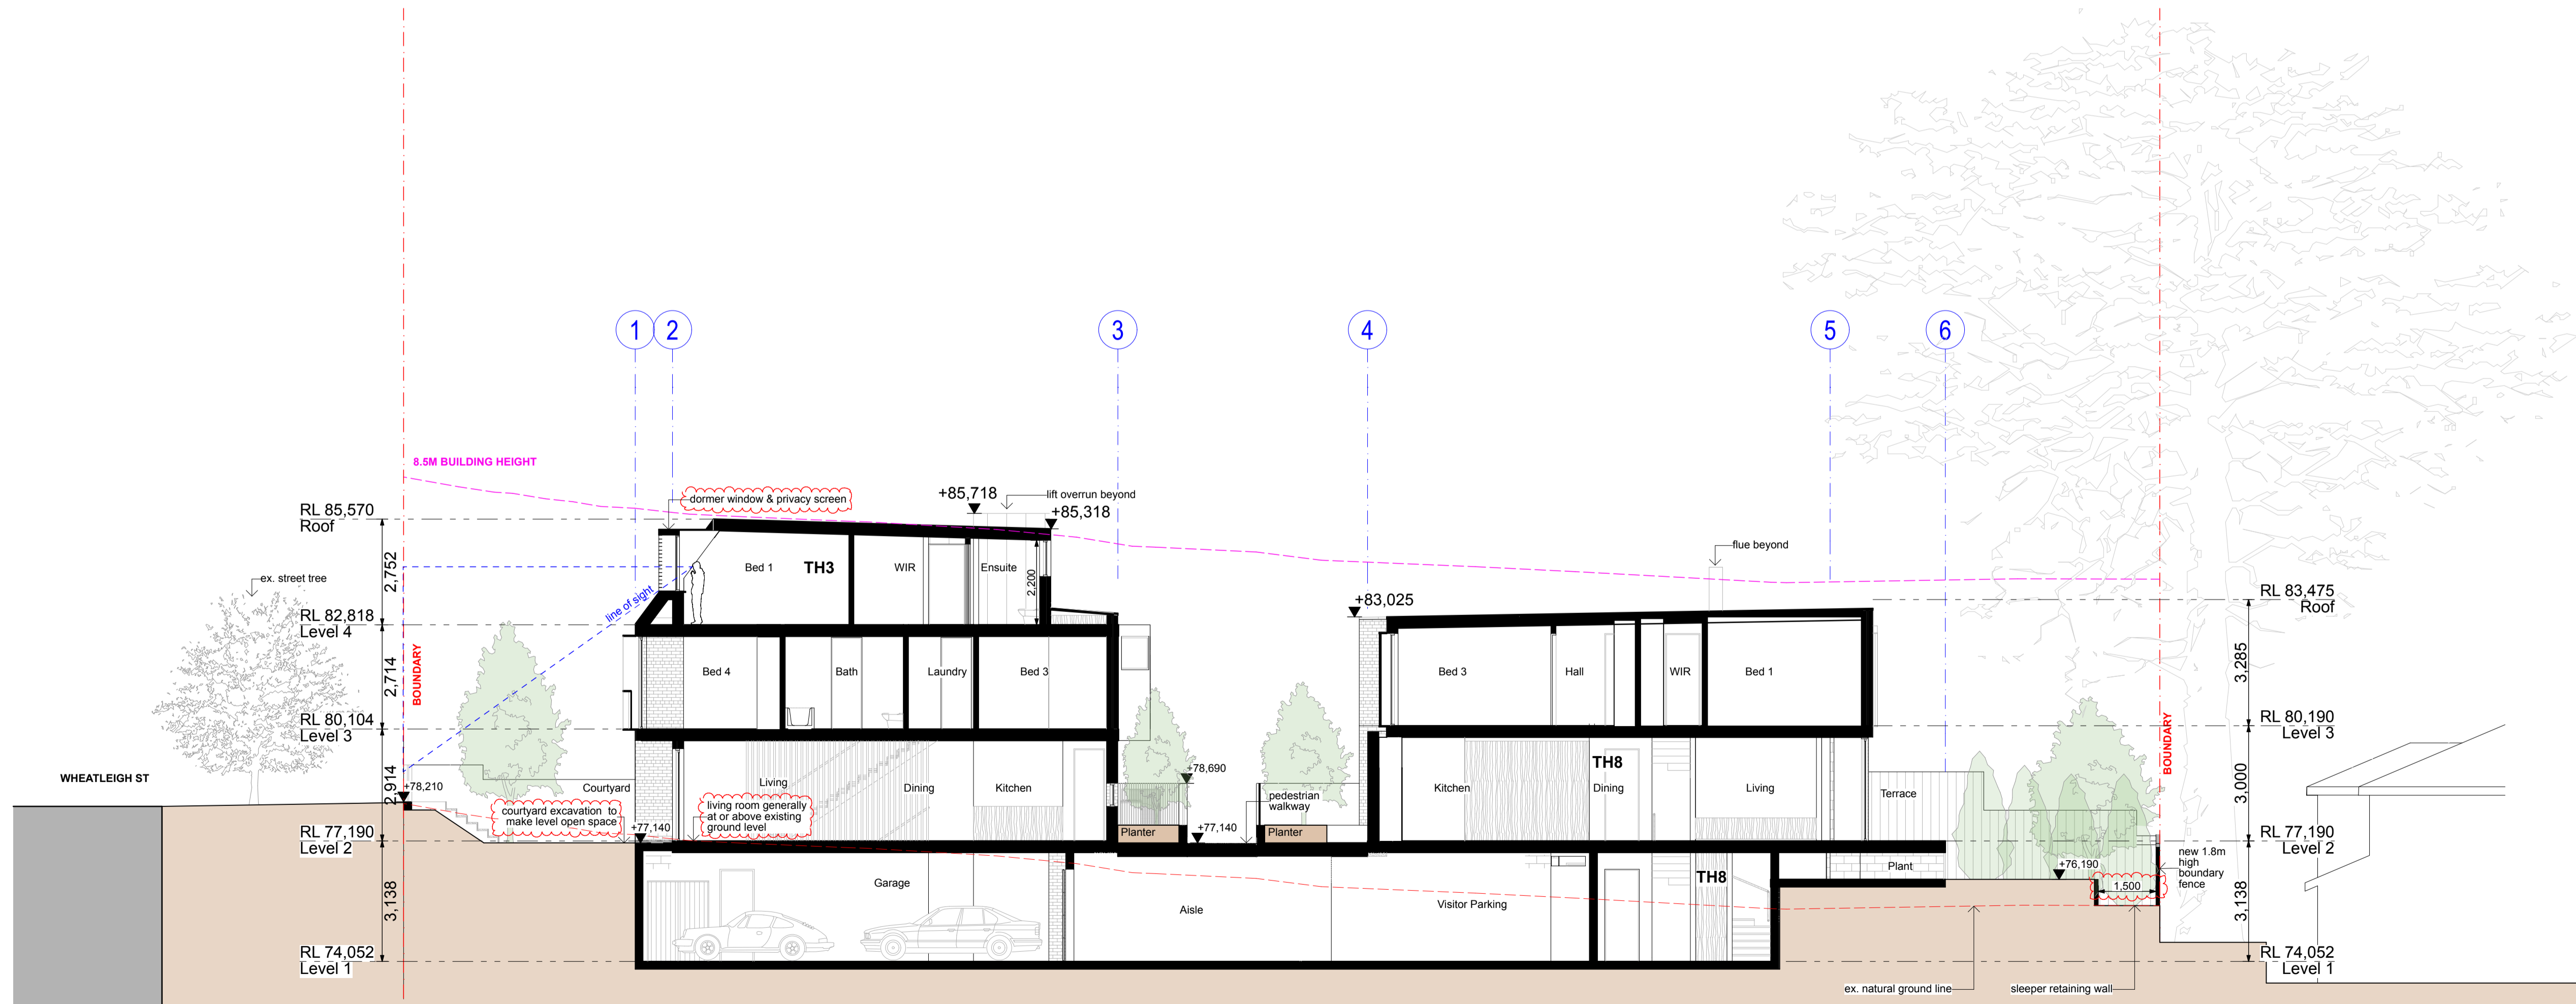 1
2
3
4
5
6
8.5M BUILDING HEIGHT
dormer window & privacy screen
+85,718
lift overrun beyond
+85,318
RL 85,570
Roof
flue beyond
ex. street tree
2,752
Bed 1
TH3
WIR
Ensuite
2,200
line of sight
RL 82,818
Level 4
+83,025
RL 83,475
Roof
2,714
BOUNDARY
Bed 4
Bath
Laundry
Bed 3
Bed 3
Hall
WIR
Bed 1
3,285
RL 80,104
Level 3
RL 80,190
Level 3
BOUNDARY
WHEATLEIGH ST
2,914
+78,210
Courtyard
Living
Dining
Kitchen
+78,690
TH8
Kitchen
Dining
Living
Terrace
3,000
courtyard excavation to
make level open space
living room generally
at or above existing
ground level
+77,140
pedestrian
walkway
Planter
+77,140
Planter
RL 77,190
Level 2
RL 77,190
Level 2
new 1.8m
high
boundary
fence
+76,190
1,500
Plant
3,138
Garage
Aisle
Visitor Parking
TH8
3,138
RL 74,052
Level 1
RL 74,052
Level 1
ex. natural ground line
sleeper retaining wall